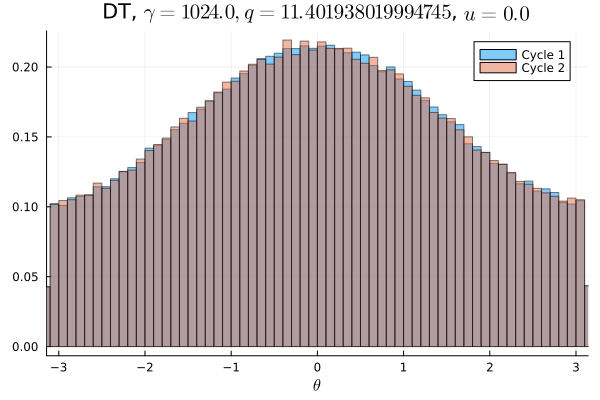 DT, γ = 1024.0, q = 11.401938019994745, u = 0.0
Cycle 1
Cycle 2
0.20
0.15
0.10
0.05
0.00
−3 −2 −1 0 1 2 3
θ